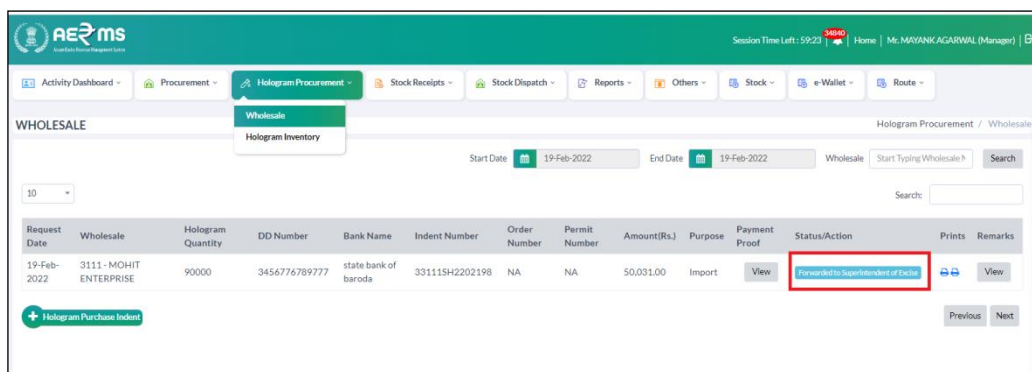 AERMS
Session Time Left : 59:23 34840 Home Mr. MAYANK AGARWAL (Manager)
Activity Dashboard Procurement Hologram Procurement Stock Receipts Stock Dispatch Reports Others Stock e-Wallet Route
Wholesale
Hologram Inventory
WHOLESALE
Hologram Procurement / Wholesale
Start Date 19-Feb-2022 End Date 19-Feb-2022 Wholesale Start Typing Wholesale N Search
10 Search:
Request Date Wholesale Hologram Quantity DD Number Bank Name Indent Number Order Number Permit Number Amount(Rs.) Purpose Payment Proof Status/Action Prints Remarks
19-Feb-2022 3111 - MOHIT ENTERPRISE 90000 3456776789777 state bank of baroda 33111SH2202198 NA NA 50,031.00 Import View Forwarded to Superintendent of Excise View
+ Hologram Purchase Indent
Previous Next